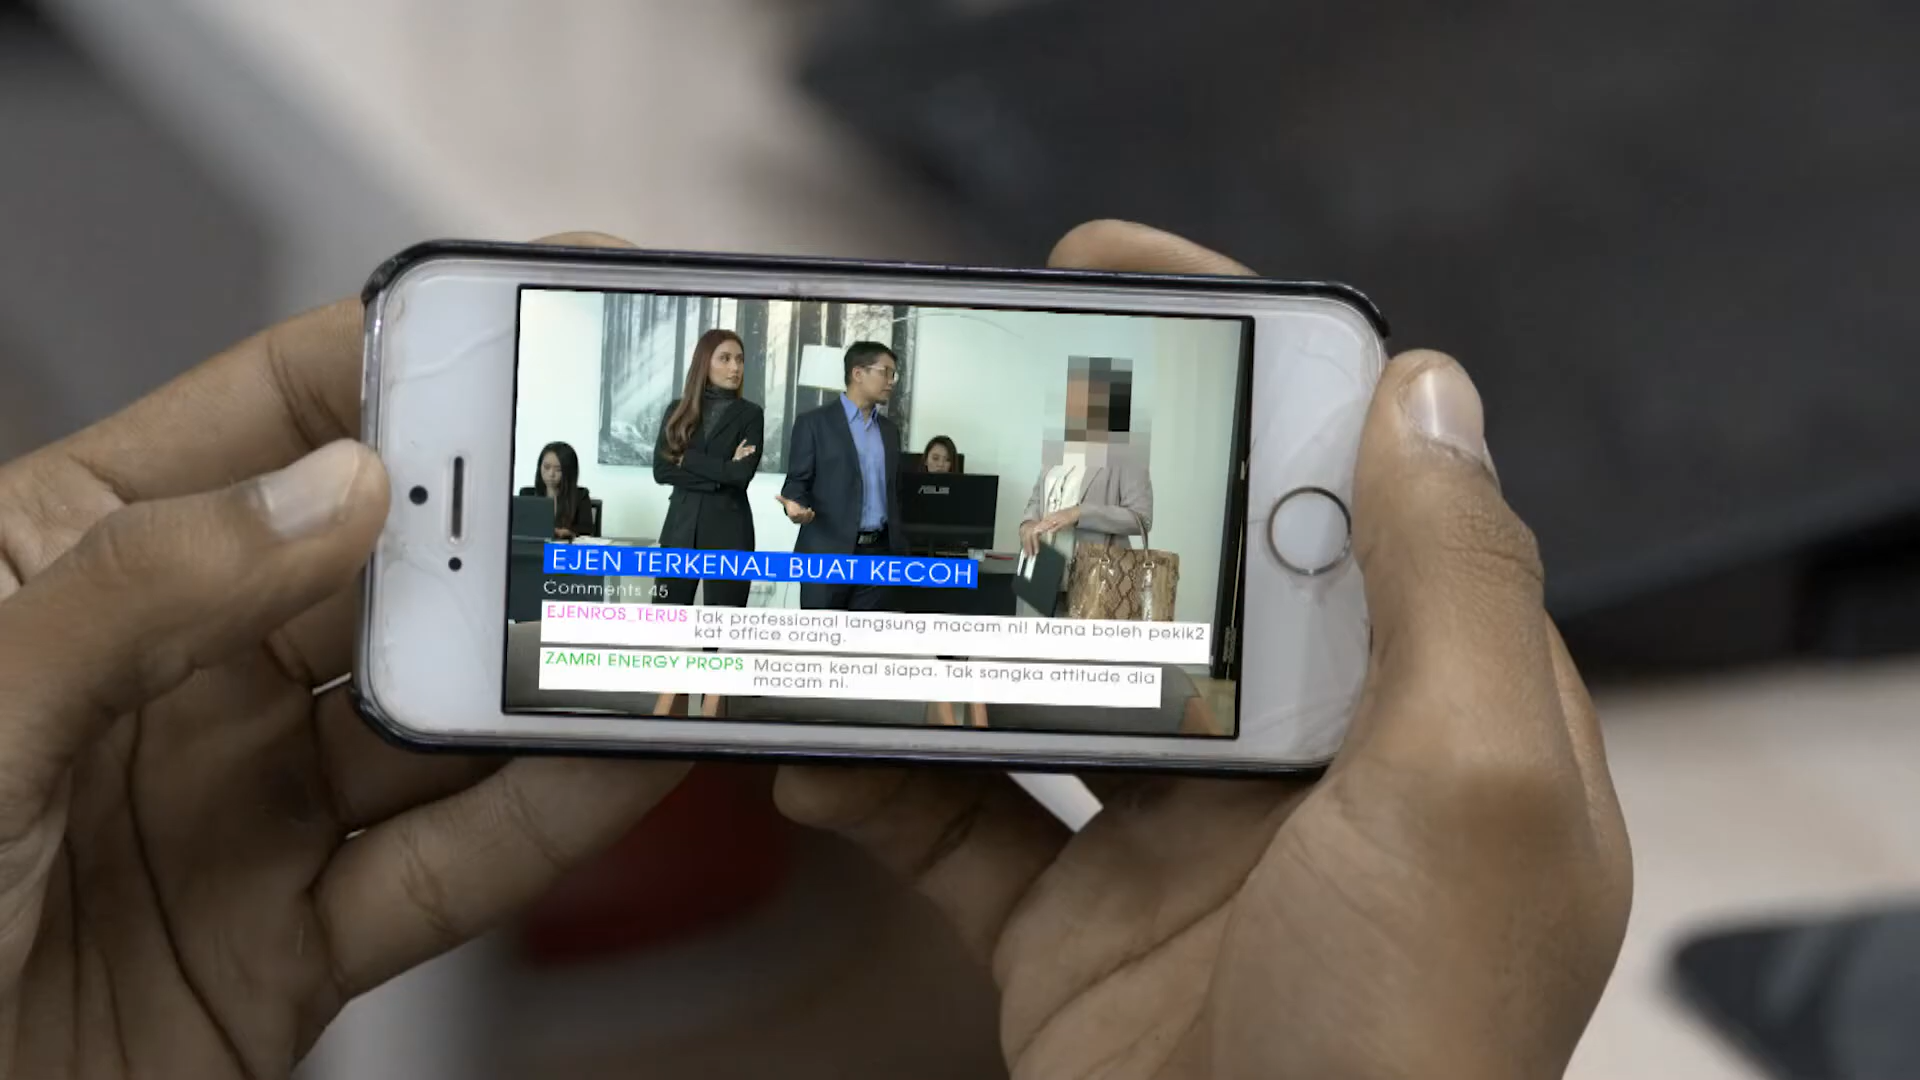 ASUS
EJEN TERKENAL BUAT KECOH
Comments 45
EJENROS_TERUS Tak professional langsung macam ni! Mana boleh pekik2
kat office orang.
ZAMRI ENERGY PROPS Macam kenal siapa. Tak sangka attitude dia
macam ni.